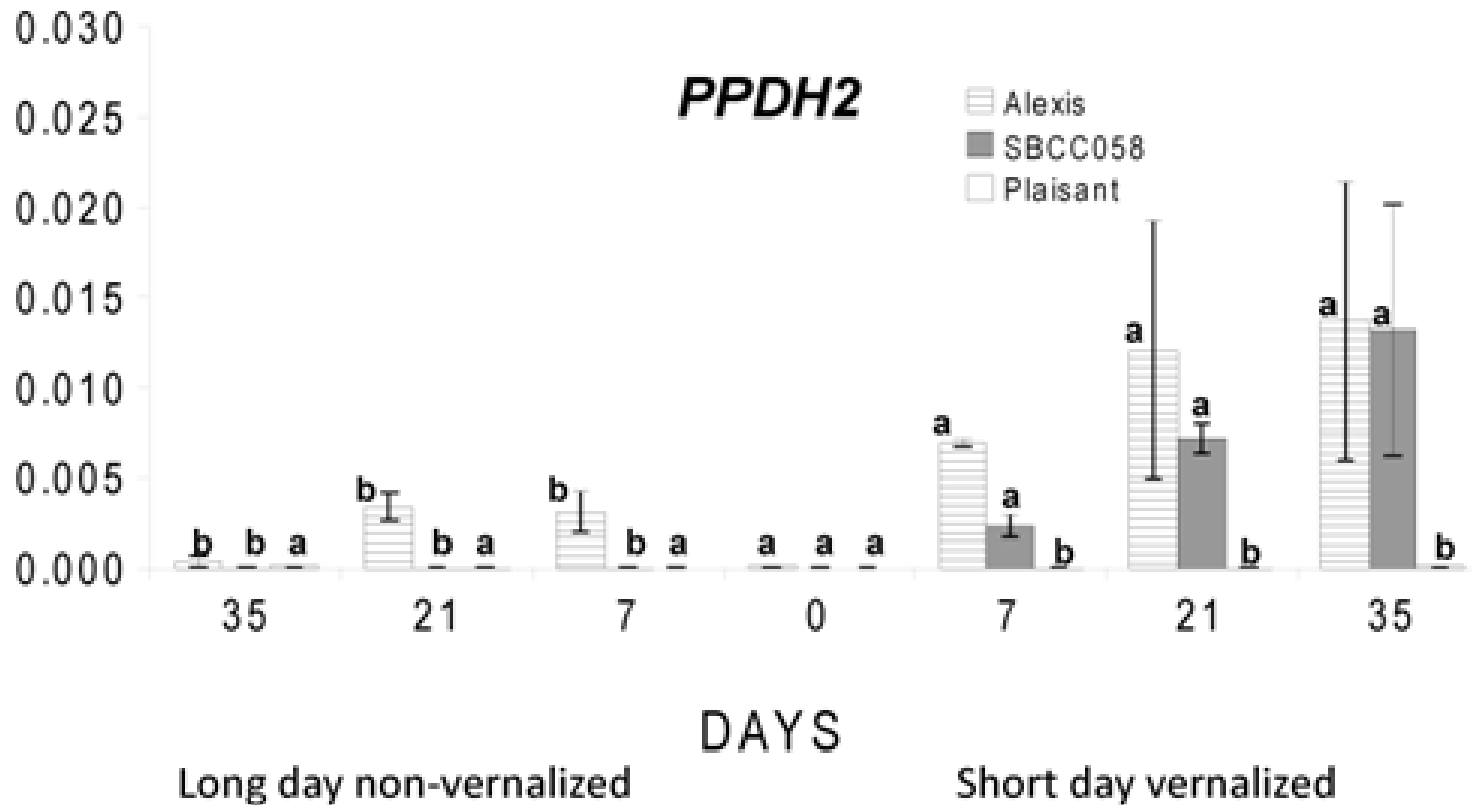 0.030
0.025
0.020
0.015
0.010
0.005
0.000
PPDH2
Alexis
SBCC058
Plaisant
b b a
b b a
b b a
a a a
a a b
a a b
a a b
35 21 7 0 7 21 35
DAYS
Long day non-vernalized Short day vernalized